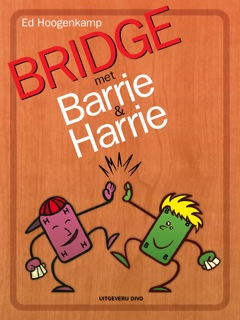 Ed Hoogenkamp
BRIDGE
met
Barrie
&
Harrie
UITGEVERIJ DIVO